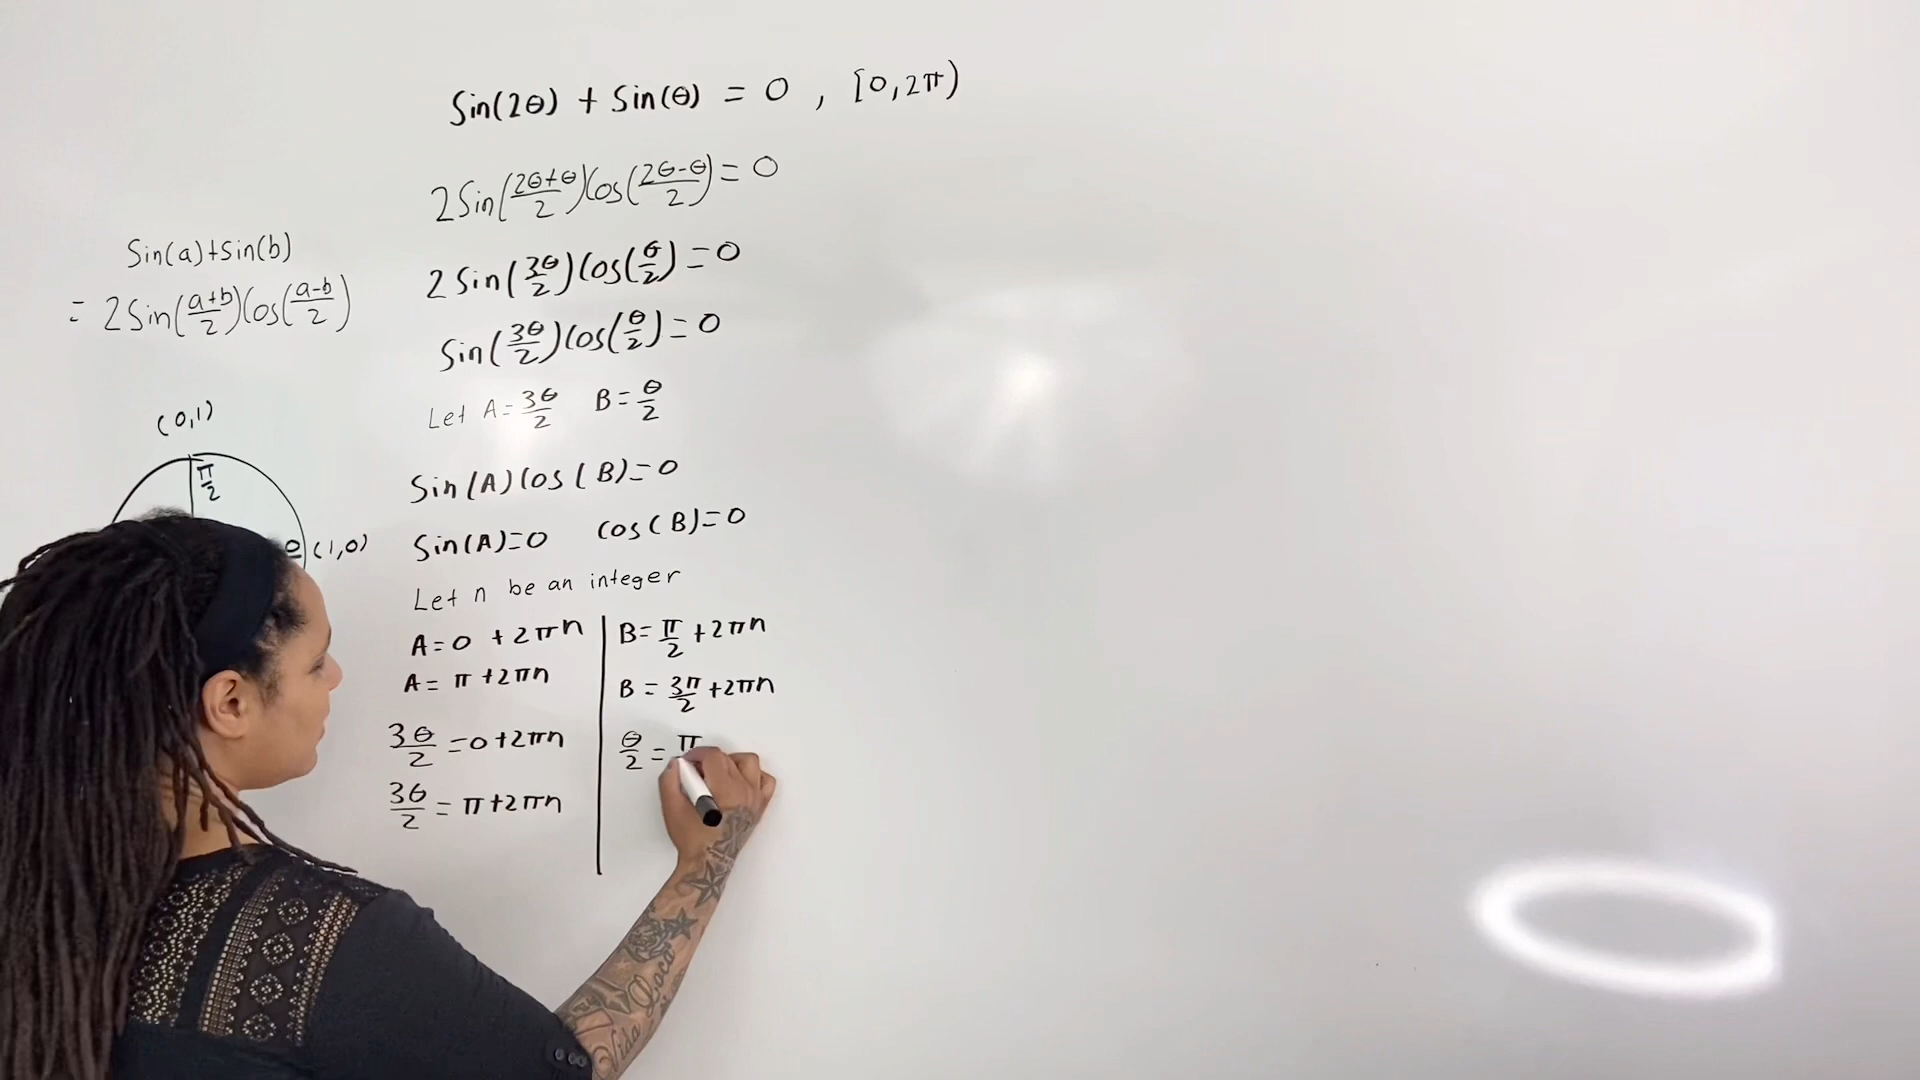 Sin(2θ) + Sin(θ) = 0 , [0,2π)
2Sin((2θ+θ)/2)Cos((2θ-θ)/2) = 0
2Sin(3θ/2)Cos(θ/2) = 0
Sin(3θ/2)Cos(θ/2) = 0
Let A = 3θ/2 B = θ/2
Sin(A)Cos(B) = 0
Sin(A)=0 Cos(B)=0
Let n be an integer
A = 0 + 2πn
A = π + 2πn
3θ/2 = 0 + 2πn
3θ/2 = π + 2πn
B = π/2 + 2πn
B = 3π/2 + 2πn
θ/2 = π
Sin(a)+Sin(b)
= 2Sin((a+b)/2)Cos((a-b)/2)
(0,1)
π/2
0 (1,0)
Vida Loca